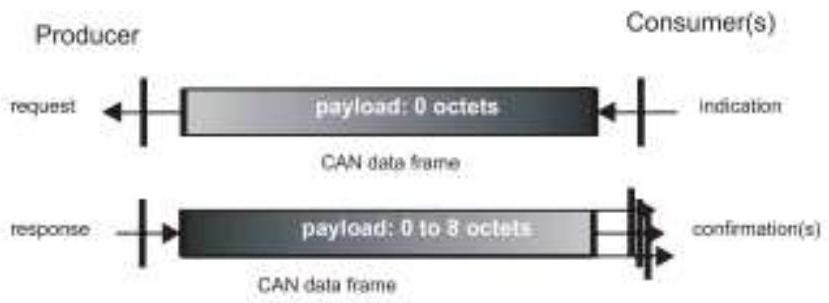 Producer
Consumer(s)
request
payload: 0 octets
indication
CAN data frame
response
payload: 0 to 8 octets
confirmation(s)
CAN data frame